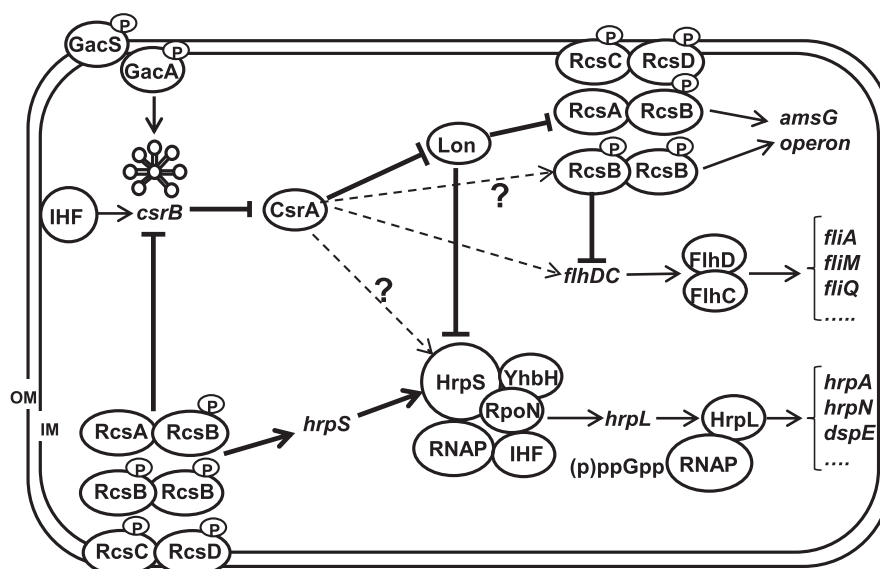 P
GacS
P
GacA
P
P
RcsC
RcsD
P
RcsA
RcsB
amsG
operon
Lon
P
P
RcsB
RcsB
?
IHF
csrB
CsrA
flhDC
FlhD
FlhC
fliA
fliM
fliQ
.....
?
OM
IM
HrpS
YhbH
RpoN
RNAP
IHF
hrpS
hrpL
HrpL
(p)ppGpp
RNAP
hrpA
hrpN
dspE
....
P
RcsA
RcsB
P
P
RcsB
RcsB
P
P
RcsC
RcsD